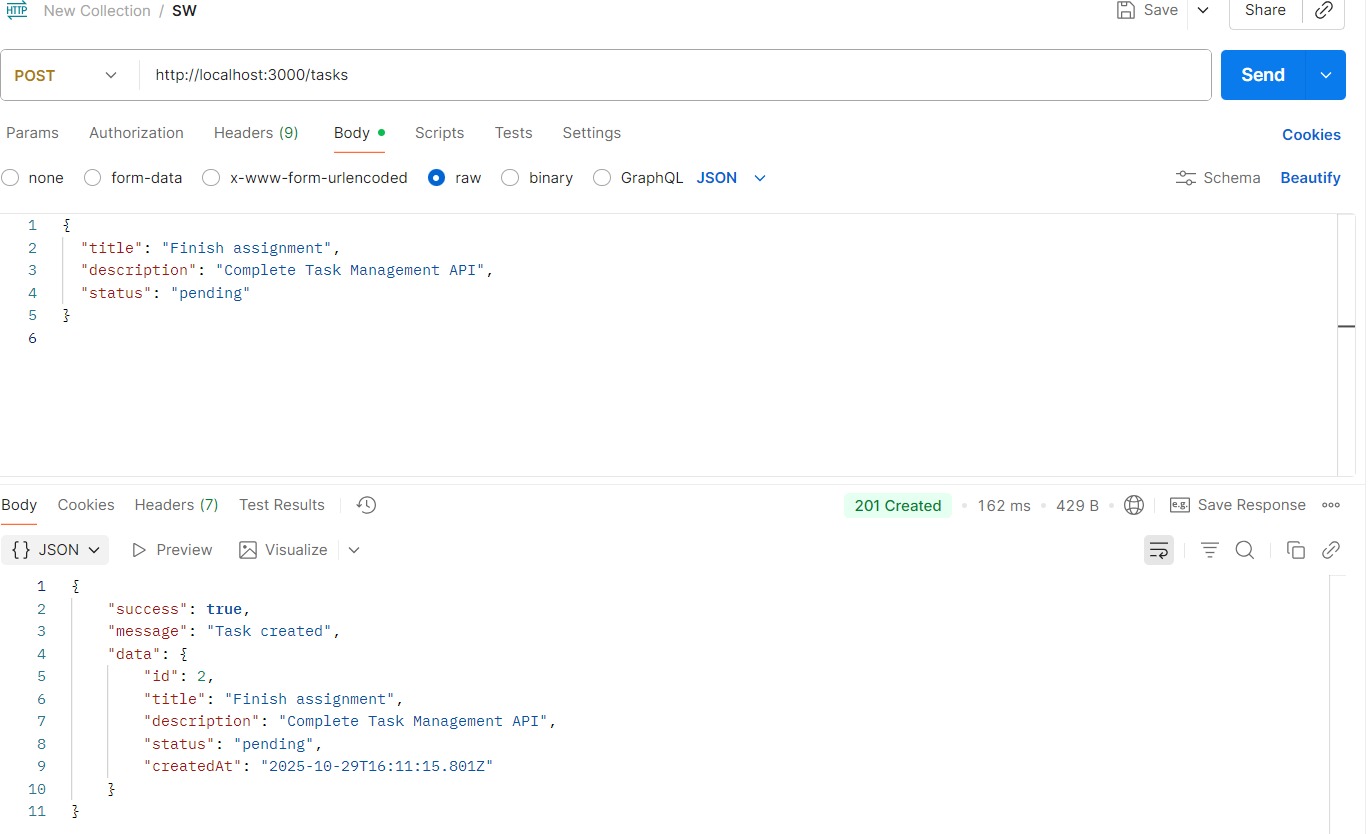 HTTP New Collection / SW Save Share
POST http://localhost:3000/tasks Send
Params Authorization Headers (9) Body Scripts Tests Settings Cookies
none form-data x-www-form-urlencoded raw binary GraphQL JSON Schema Beautify
1 {
2 "title": "Finish assignment",
3 "description": "Complete Task Management API",
4 "status": "pending"
5 }
6
Body Cookies Headers (7) Test Results 201 Created • 162 ms • 429 B e.g. Save Response
{} JSON Preview Visualize
1 {
2 "success": true,
3 "message": "Task created",
4 "data": {
5 "id": 2,
6 "title": "Finish assignment",
7 "description": "Complete Task Management API",
8 "status": "pending",
9 "createdAt": "2025-10-29T16:11:15.801Z"
10 }
11 }